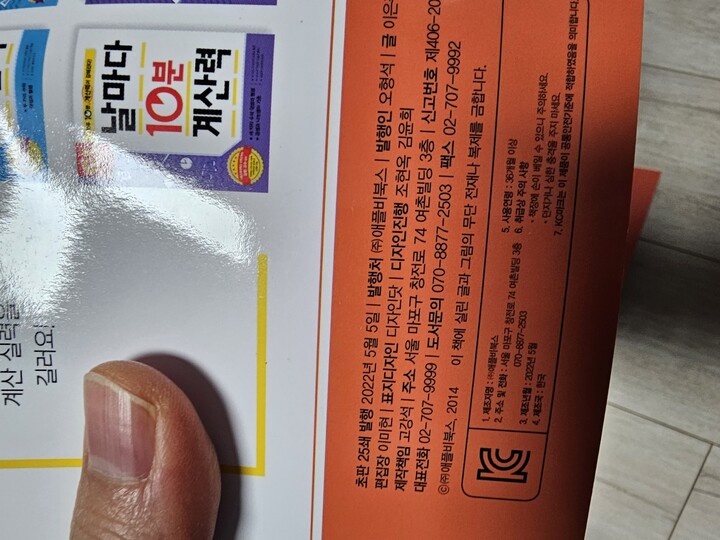 날마다
10분
계산력
계산 실력을
길러요!
초판 25쇄 발행 2022년 5월 5일 | 발행처 (주)애플비북스 | 발행인 오형석 | 글 이은
편집장 이미현 | 표지디자인 디자인닷 | 디자인진행 조현옥 김윤희
제작책임 고강석 | 주소 서울 마포구 창전로 74 여촌빌딩 3층 | 신고번호 제406-20
대표전화 02-707-9999 | 도서문의 070-8877-2503 | 팩스 02-707-9992
ⓒ(주)애플비북스, 2014 이 책에 실린 글과 그림의 무단 전재나 복제를 금합니다.
1. 제조자명 : (주)애플비북스
2. 주소 및 전화 : 서울 마포구 창전로 74 여촌빌딩 3층
070-8877-2503
3. 제조년월 : 2022년 5월
4. 제조국 : 한국
5. 사용연령 : 36개월 이상
6. 취급상 주의 사항
• 책장에 손이 베일 수 있으니 주의하세요.
• 던지거나 심한 충격을 주지 마세요.
7. KC마크는 이 제품이 공통안전기준에 적합하였음을 의미합니다.